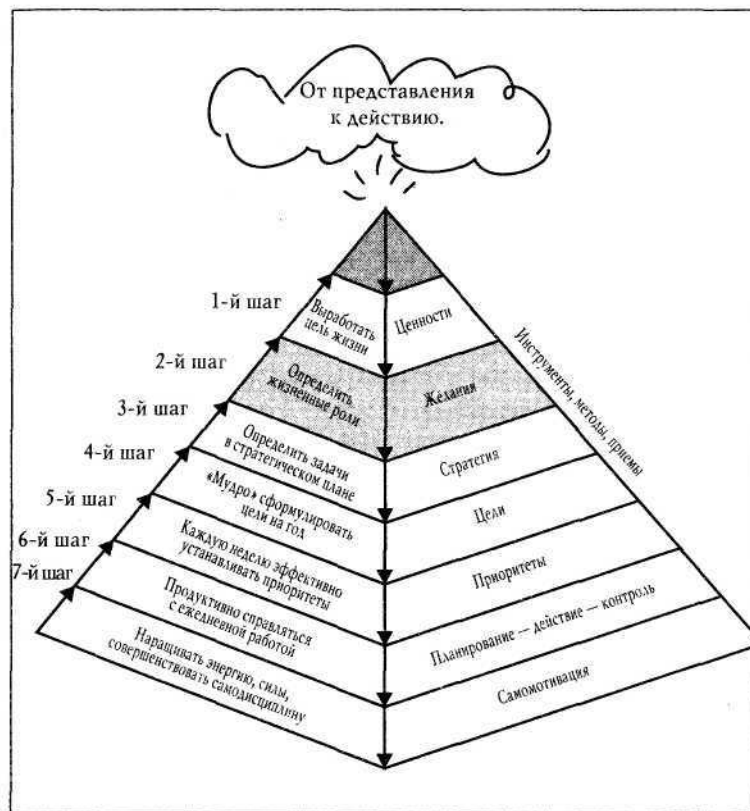 От представления
к действию.
1-й шаг
Выработать
цель жизни
Ценности
2-й шаг
Определить
жизненные роли
Желания
3-й шаг
Определить задачи
в стратегическом плане
Стратегия
4-й шаг
«Мудро» сформулировать
цели на год
Цели
5-й шаг
Каждую неделю эффективно
устанавливать приоритеты
Приоритеты
6-й шаг
Продуктивно справляться
с ежедневной работой
Планирование — действие — контроль
7-й шаг
Наращивать энергию, силы,
совершенствовать самодисциплину
Самомотивация
Инструменты, методы, приемы